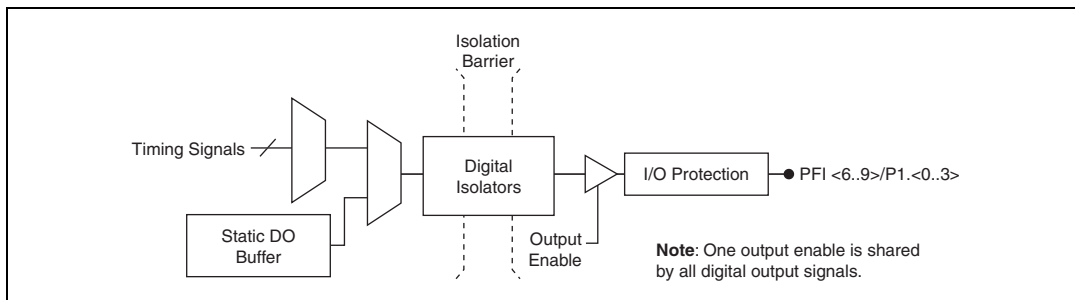 Isolation
Barrier
Timing Signals
Digital
Isolators
I/O Protection
PFI <6..9>/P1.<0..3>
Static DO
Buffer
Output
Enable
Note: One output enable is shared
by all digital output signals.